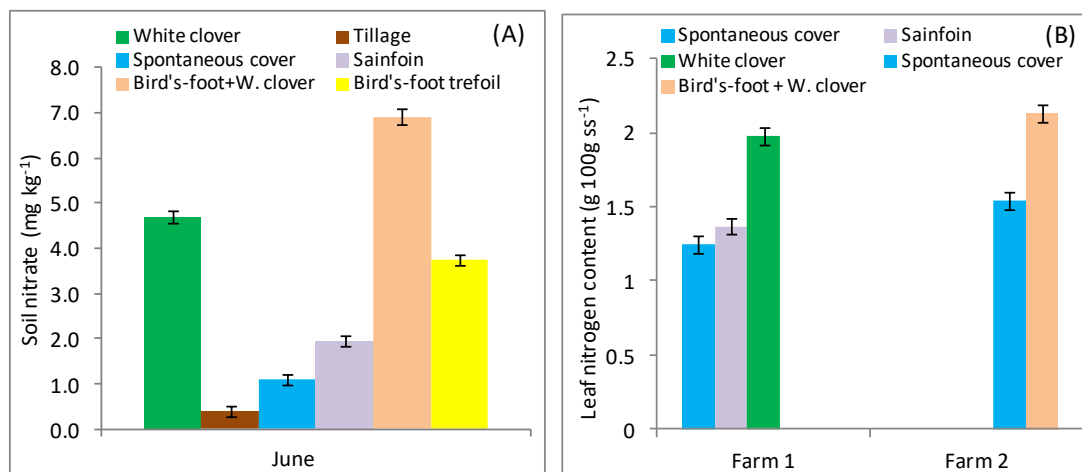 (A)
White clover Tillage
Spontaneous cover Sainfoin
Bird's-foot+W. clover Bird's-foot trefoil
Soil nitrate (mg kg-1)
8.0
7.0
6.0
5.0
4.0
3.0
2.0
1.0
0.0
June
(B)
Spontaneous cover Sainfoin
White clover Spontaneous cover
Bird's-foot + W. clover
Leaf nitrogen content (g 100g ss-1)
2.5
2
1.5
1
0.5
0
Farm 1 Farm 2